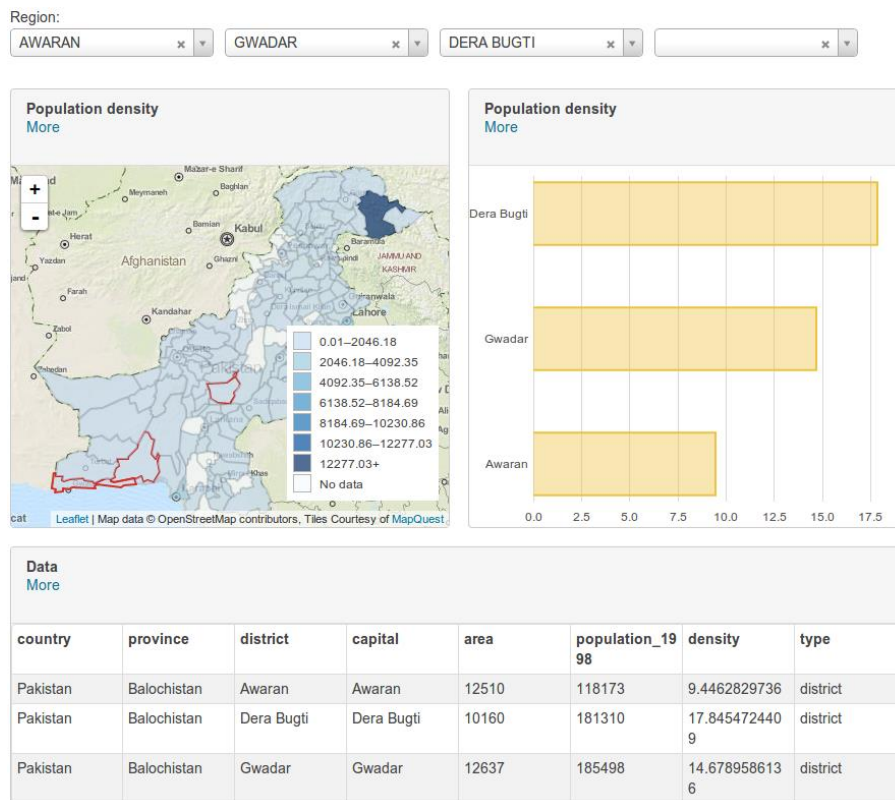 Region:
AWARAN
GWADAR
DERA BUGTI
Population density
More
Mazar-e Sharif
Meymaneh
Baghlan
Herat
Bamian
Kabul
Yazdan
Afghanistan
Ghazni
Baramula
JAMMU AND
KASHMIR
Farah
Kandahar
Gujranwala
Lahore
Zabol
+
-
0.01–2046.18
2046.18–4092.35
4092.35–6138.52
6138.52–8184.69
8184.69–10230.86
10230.86–12277.03
12277.03+
No data
Leaflet | Map data © OpenStreetMap contributors, Tiles Courtesy of MapQuest
Population density
More
Dera Bugti
Gwadar
Awaran
0.0 2.5 5.0 7.5 10.0 12.5 15.0 17.5
Data
More
country province district capital area population_19 density type
98
Pakistan Balochistan Awaran Awaran 12510 118173 9.4462829736 district
Pakistan Balochistan Dera Bugti Dera Bugti 10160 181310 17.845472440 district
9
Pakistan Balochistan Gwadar Gwadar 12637 185498 14.678958613 district
6